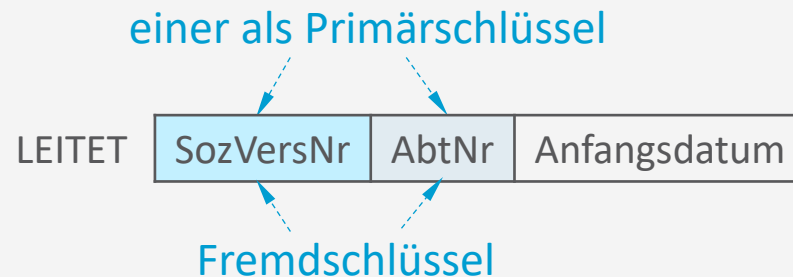 einer als Primärschlüssel
LEITET SozVersNr AbtNr Anfangsdatum
Fremdschlüssel